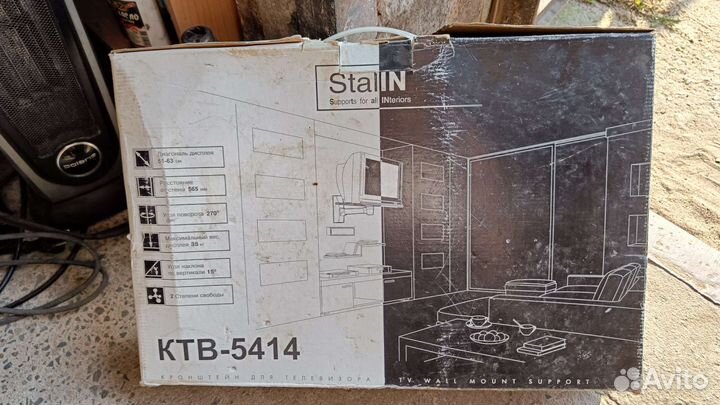 StalIN
Supports for all INteriors
Диагональ дисплея
51-63 см
Расстояние
от стены 565 мм
Угол поворота 270°
Максимальный вес
дисплея 35 кг
Угол наклона
по вертикали 15°
2 Степени свободы
КТВ-5414
КРОНШТЕЙН ДЛЯ ТЕЛЕВИЗОРА
TV WALL MOUNT SUPPORT
polaris
Avito